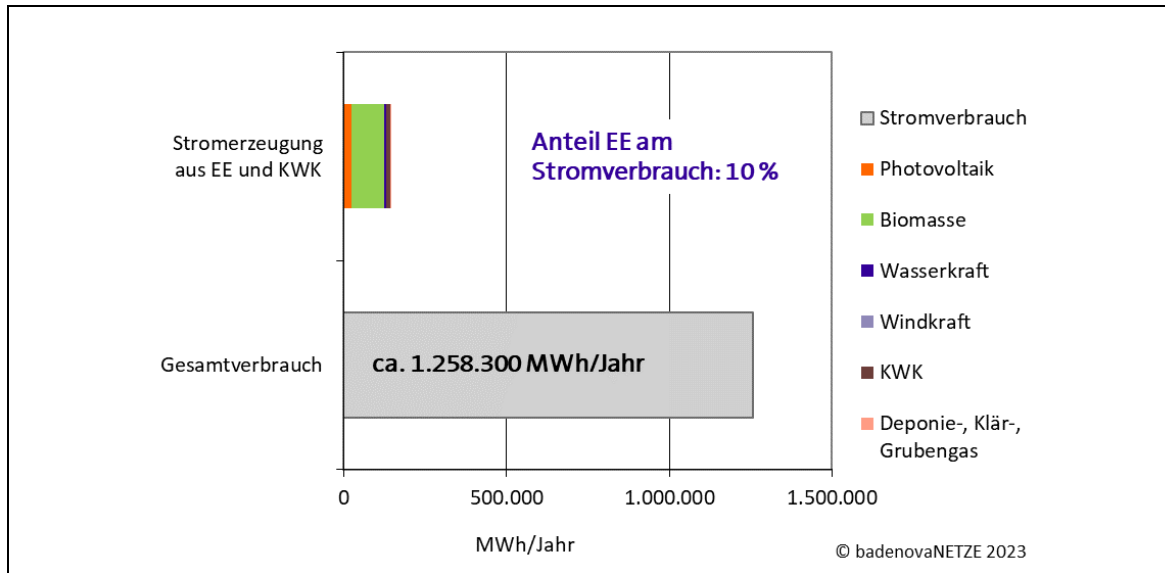 Stromerzeugung
aus EE und KWK
Anteil EE am
Stromverbrauch: 10 %
Gesamtverbrauch
ca. 1.258.300 MWh/Jahr
0
500.000
1.000.000
1.500.000
MWh/Jahr
Stromverbrauch
Photovoltaik
Biomasse
Wasserkraft
Windkraft
KWK
Deponie-, Klär-,
Grubengas
© badenovaNETZE 2023